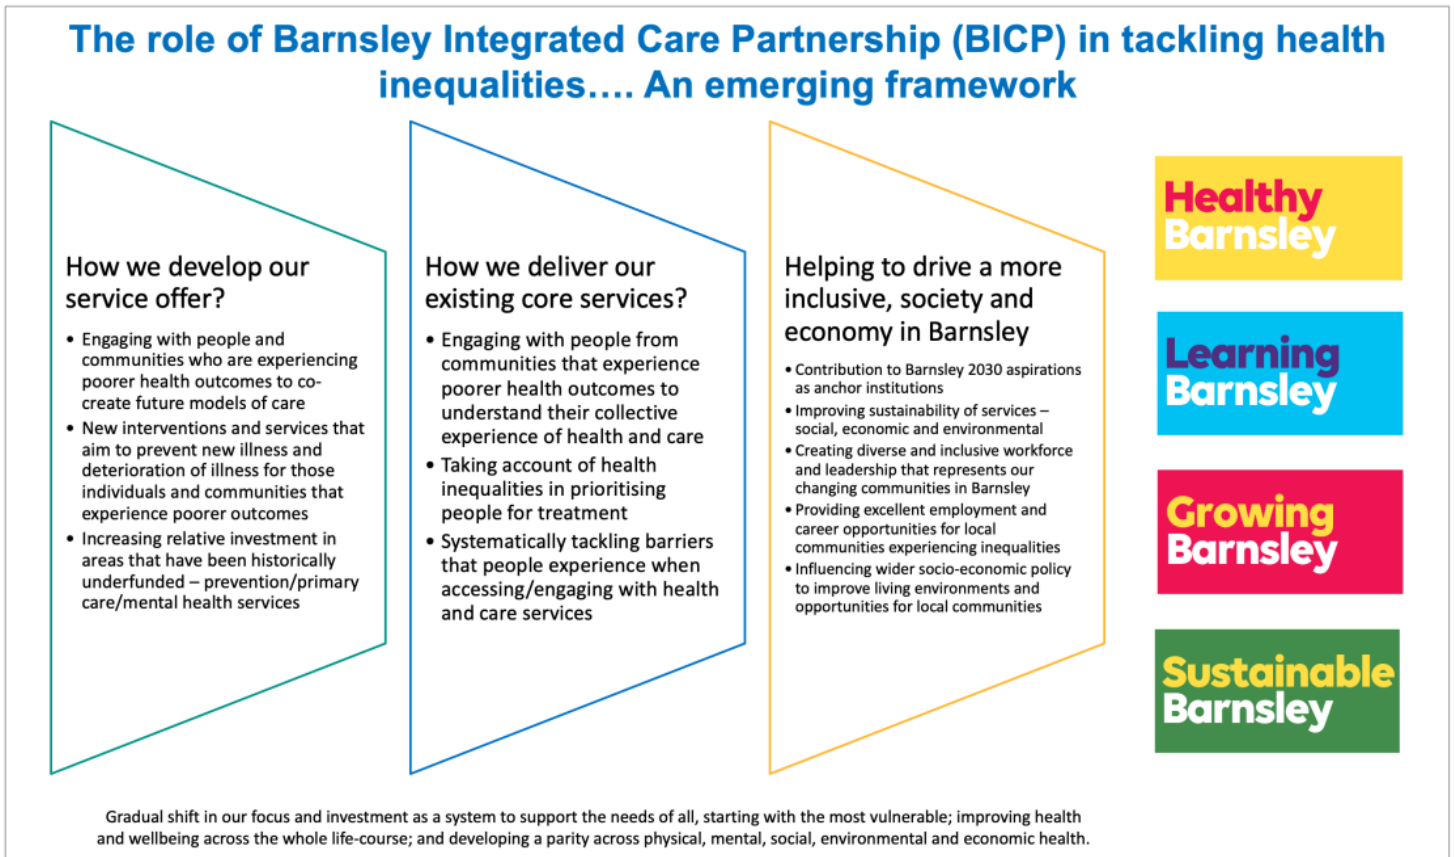 The role of Barnsley Integrated Care Partnership (BICP) in tackling health
inequalities…. An emerging framework
How we develop our
service offer?
• Engaging with people and
communities who are experiencing
poorer health outcomes to co-
create future models of care
• New interventions and services that
aim to prevent new illness and
deterioration of illness for those
individuals and communities that
experience poorer outcomes
• Increasing relative investment in
areas that have been historically
underfunded – prevention/primary
care/mental health services
How we deliver our
existing core services?
• Engaging with people from
communities that experience
poorer health outcomes to
understand their collective
experience of health and care
• Taking account of health
inequalities in prioritising
people for treatment
• Systematically tackling barriers
that people experience when
accessing/engaging with health
and care services
Helping to drive a more
inclusive, society and
economy in Barnsley
• Contribution to Barnsley 2030 aspirations
as anchor institutions
• Improving sustainability of services –
social, economic and environmental
• Creating diverse and inclusive workforce
and leadership that represents our
changing communities in Barnsley
• Providing excellent employment and
career opportunities for local
communities experiencing inequalities
• Influencing wider socio-economic policy
to improve living environments and
opportunities for local communities
Healthy
Barnsley
Learning
Barnsley
Growing
Barnsley
Sustainable
Barnsley
Gradual shift in our focus and investment as a system to support the needs of all, starting with the most vulnerable; improving health
and wellbeing across the whole life-course; and developing a parity across physical, mental, social, environmental and economic health.